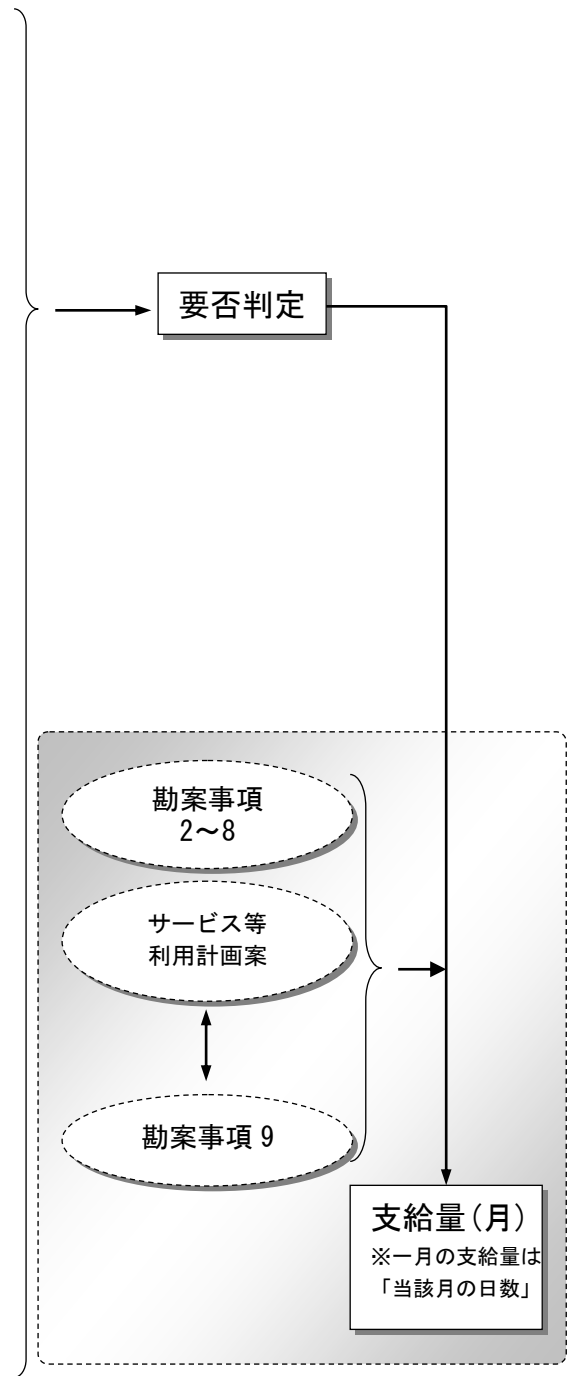 要否判定
勘案事項
2～8
サービス等
利用計画案
勘案事項 9
支給量（月）
※一月の支給量は
「当該月の日数」